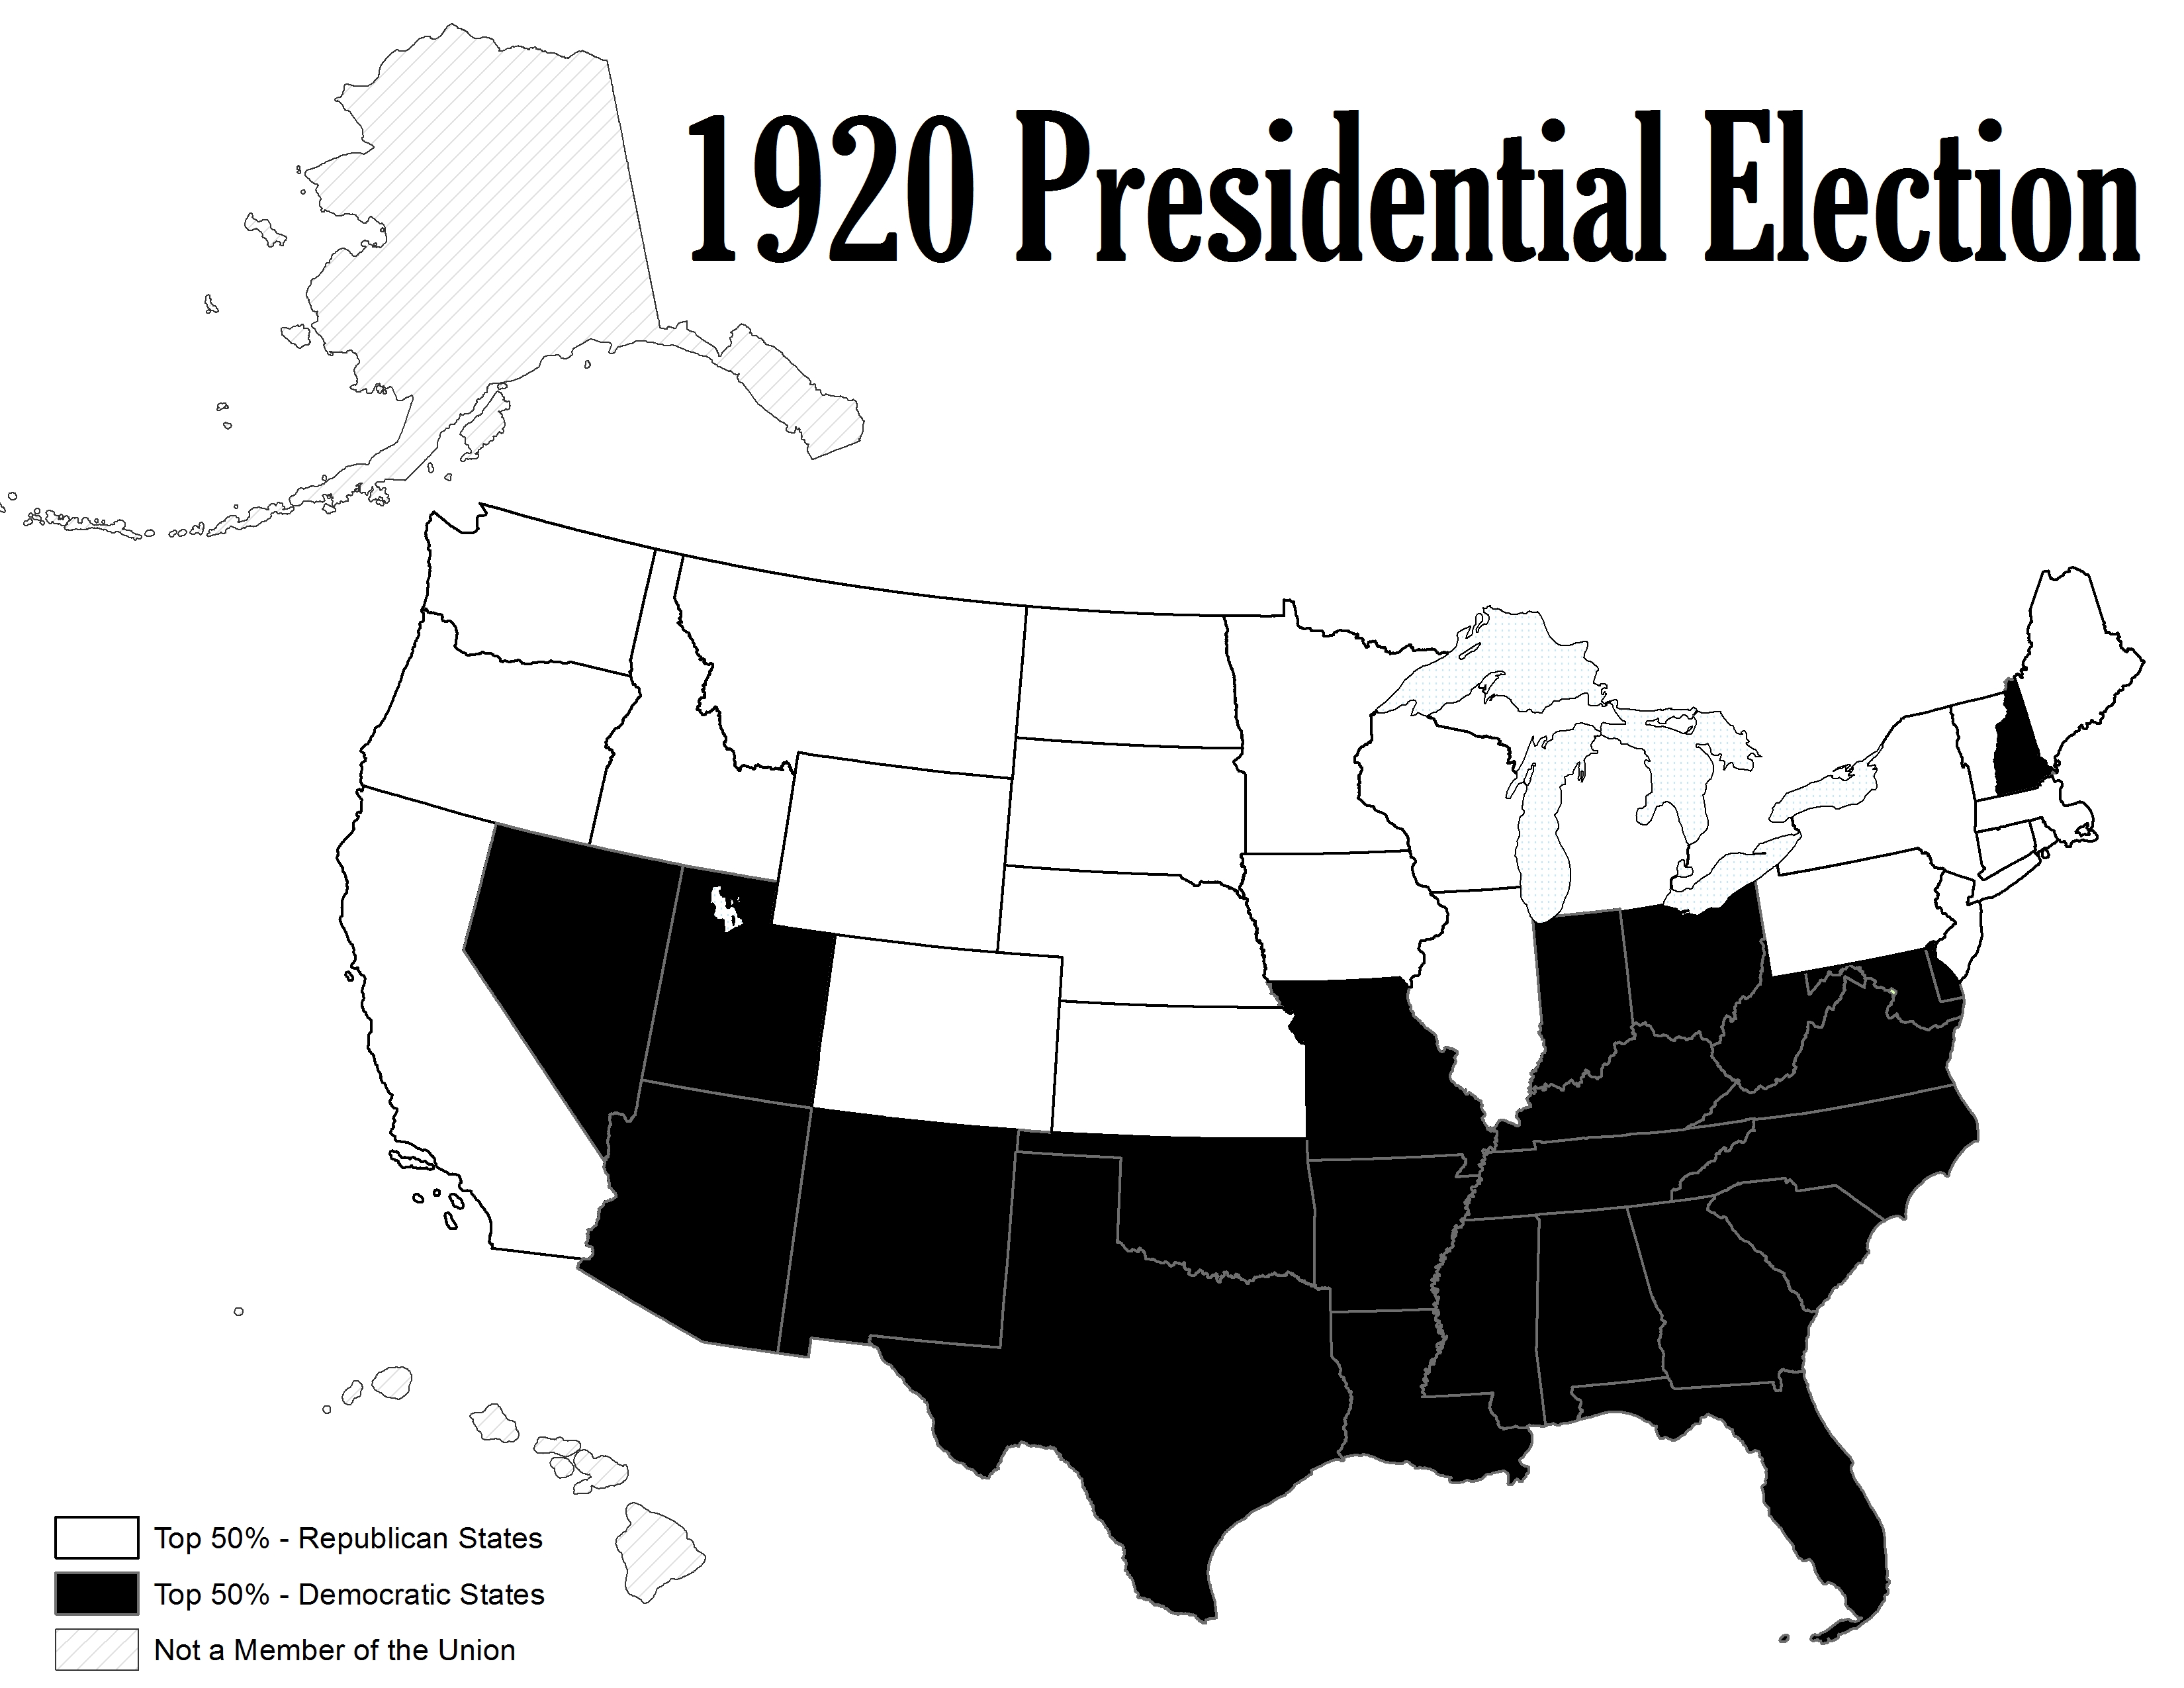 1920 Presidential Election
Top 50% - Republican States
Top 50% - Democratic States
Not a Member of the Union